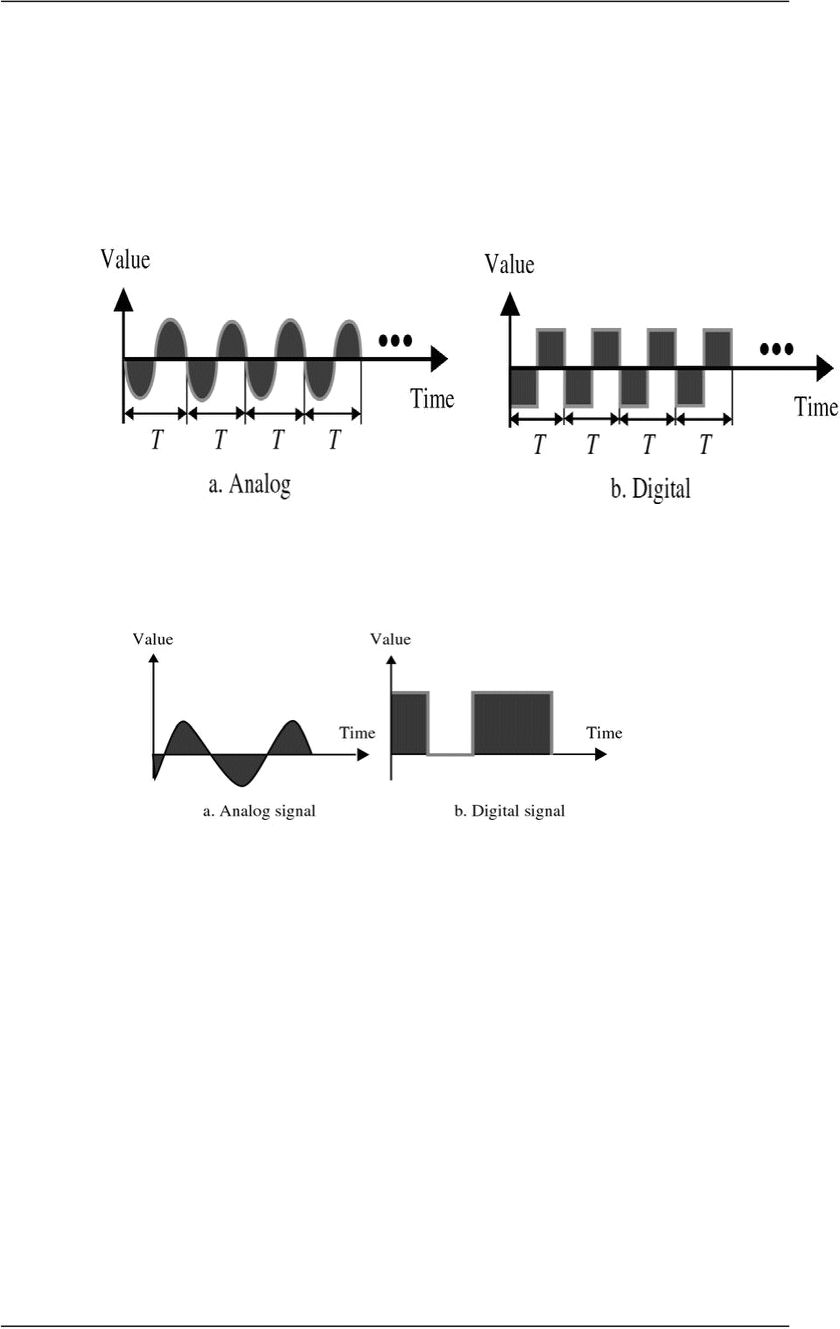 Value
Time
T T T T
a. Analog
Value
Time
T T T T
b. Digital
Value
Time
a. Analog signal
Value
Time
b. Digital signal